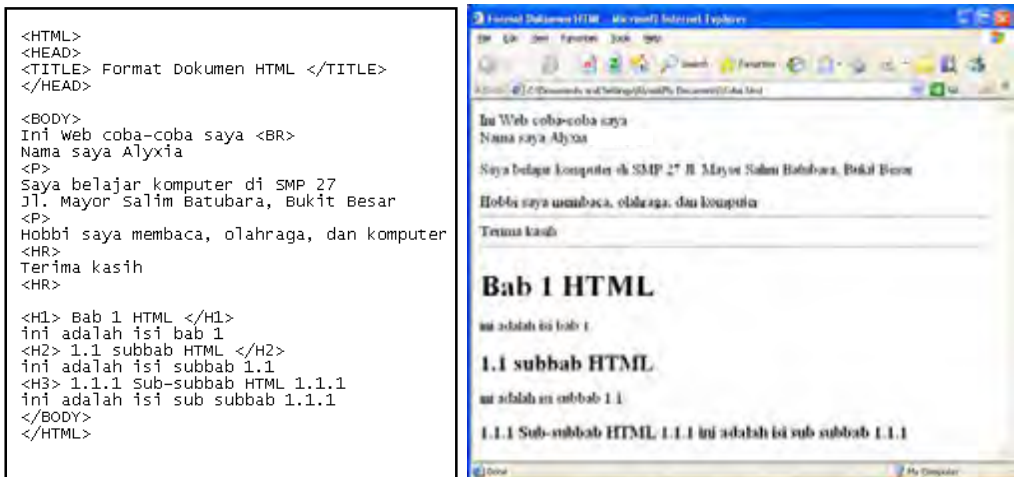 <HTML>
<HEAD>
<TITLE> Format Dokumen HTML </TITLE>
</HEAD>
<BODY>
Ini Web coba-coba saya <BR>
Nama saya Alyxia
<P>
Saya belajar komputer di SMP 27
Jl. Mayor Salim Batubara, Bukit Besar
<P>
Hobbi saya membaca, olahraga, dan komputer
<HR>
Terima kasih
<HR>
<H1> Bab 1 HTML </H1>
ini adalah isi bab 1
<H2> 1.1 subbab HTML </H2>
ini adalah isi subbab 1.1
<H3> 1.1.1 Sub-subbab HTML 1.1.1
ini adalah isi sub subbab 1.1.1
</BODY>
</HTML>
Format Dokumen HTML - Microsoft Internet Explorer
File Edit View Favorites Tools Help
Search Favorites
Ini Web coba-coba saya
Nama saya Alyxia
Saya belajar komputer di SMP 27 Jl. Mayor Salim Batubara, Bukit Besar
Hobbi saya membaca, olahraga, dan komputer
Terima kasih
Bab 1 HTML
ini adalah isi bab 1
1.1 subbab HTML
ini adalah isi subbab 1.1
1.1.1 Sub-subbab HTML 1.1.1 ini adalah isi sub subbab 1.1.1
Done
My Computer